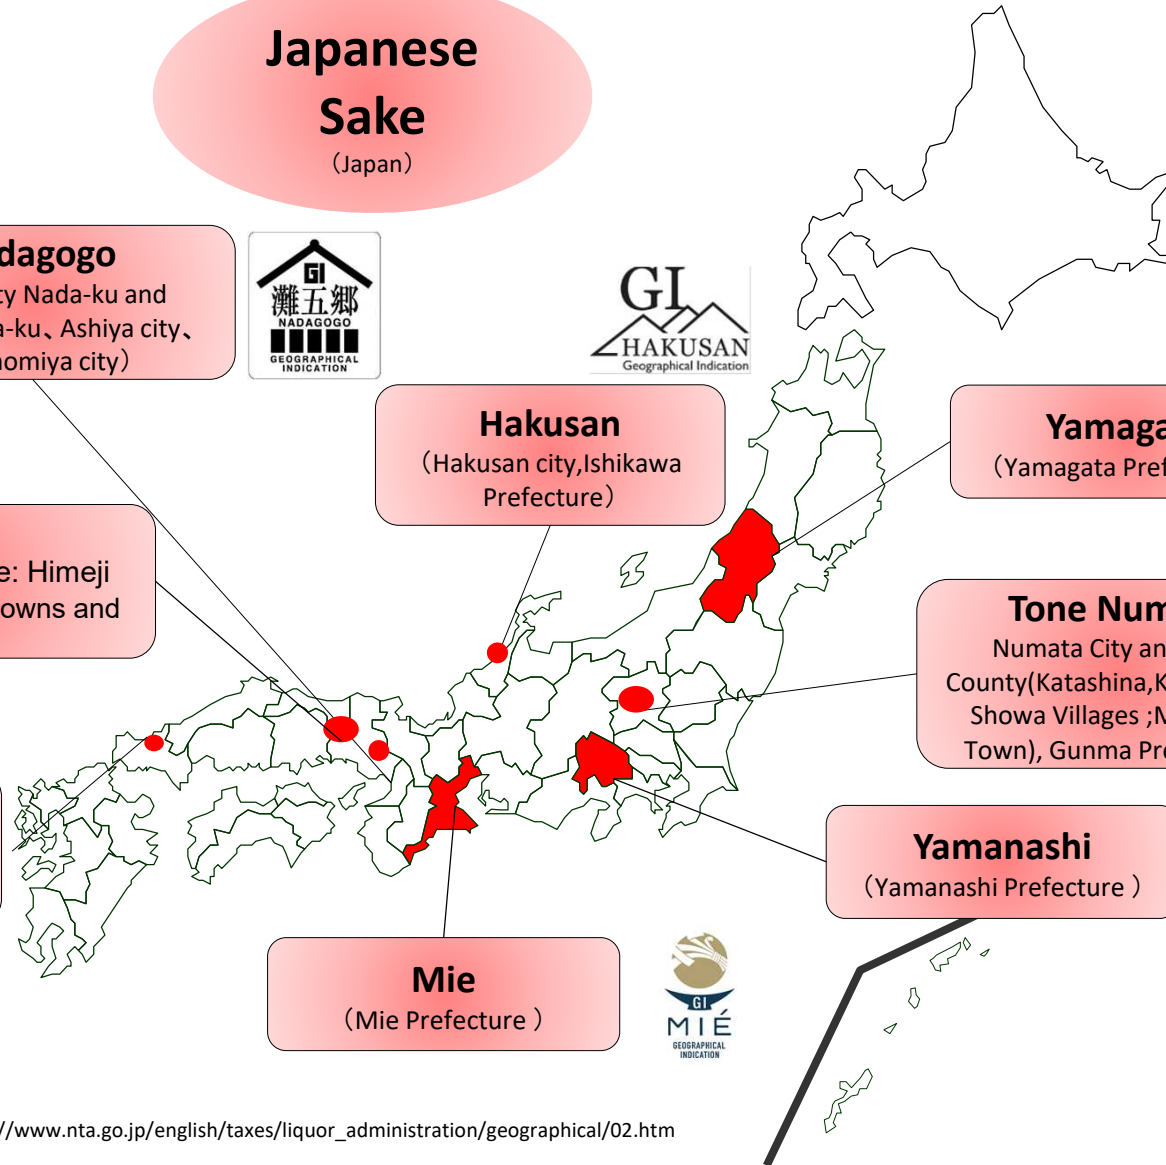 Japanese
Sake
（Japan）
dagogo
ty Nada-ku and
a-ku、Ashiya city、
nomiya city）
GI
灘五郷
NADAGOGO
GEOGRAPHICAL
INDICATION
GI
HAKUSAN
Geographical Indication
Hakusan
（Hakusan city,Ishikawa
Prefecture）
Yamaga
（Yamagata Pref
e: Himeji
owns and
Tone Num
Numata City an
County(Katashina,K
Showa Villages ;M
Town), Gunma Pre
Yamanashi
（Yamanashi Prefecture ）
Mie
（Mie Prefecture ）
GI
MIÉ
GEOGRAPHICAL
INDICATION
//www.nta.go.jp/english/taxes/liquor_administration/geographical/02.htm